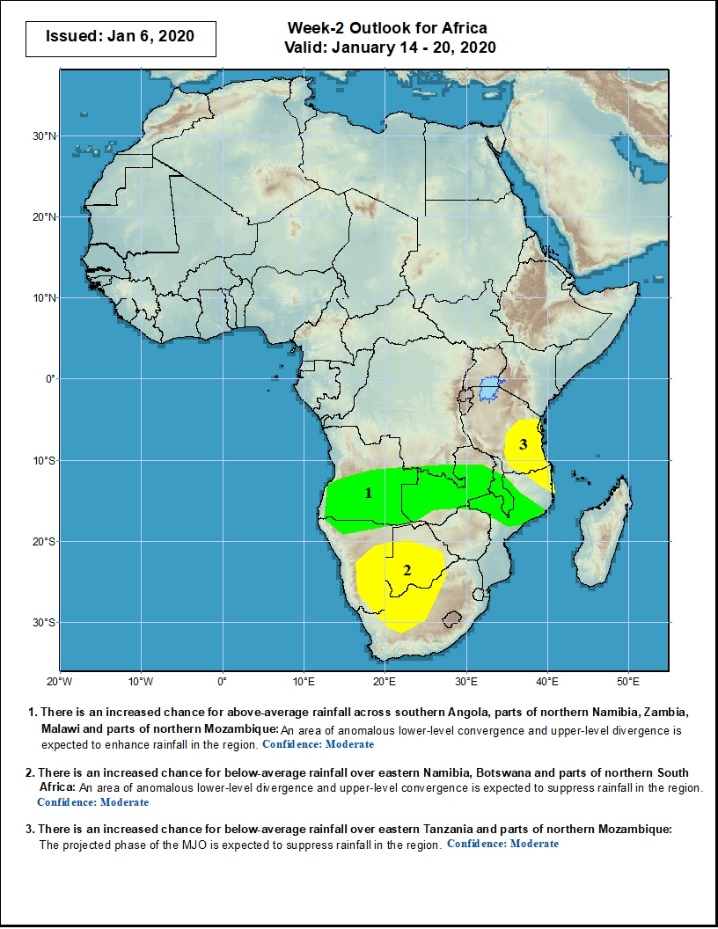 Issued: Jan 6, 2020
Week-2 Outlook for Africa
Valid: January 14 - 20, 2020
30°N
20°N
10°N
0°
10°S
20°S
30°S
1
2
3
20°W
10°W
0°
10°E
20°E
30°E
40°E
50°E
1. There is an increased chance for above-average rainfall across southern Angola, parts of northern Namibia, Zambia,
Malawi and parts of northern Mozambique: An area of anomalous lower-level convergence and upper-level divergence is
expected to enhance rainfall in the region. Confidence: Moderate
2. There is an increased chance for below-average rainfall over eastern Namibia, Botswana and parts of northern South
Africa: An area of anomalous lower-level divergence and upper-level convergence is expected to suppress rainfall in the region.
Confidence: Moderate
3. There is an increased chance for below-average rainfall over eastern Tanzania and parts of northern Mozambique:
The projected phase of the MJO is expected to suppress rainfall in the region. Confidence: Moderate